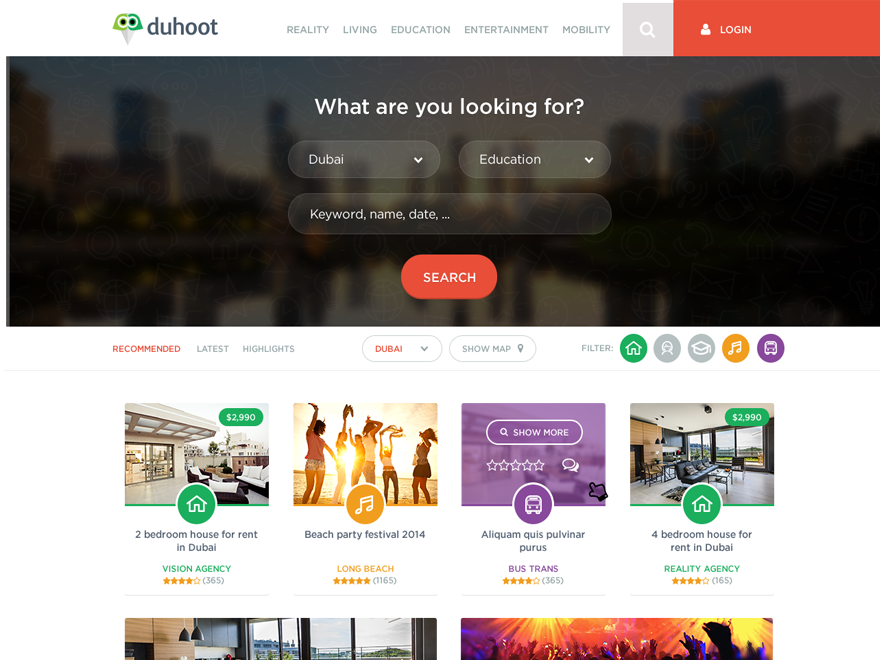 duhoot
REALITY LIVING EDUCATION ENTERTAINMENT MOBILITY
LOGIN
What are you looking for?
Dubai
Education
Keyword, name, date, ...
SEARCH
RECOMMENDED LATEST HIGHLIGHTS
DUBAI
SHOW MAP
FILTER:
$2,990
2 bedroom house for rent
in Dubai
VISION AGENCY
(365)
Beach party festival 2014
LONG BEACH
(1165)
SHOW MORE
Aliquam quis pulvinar
purus
BUS TRANS
(365)
$2,990
4 bedroom house for
rent in Dubai
REALITY AGENCY
(165)